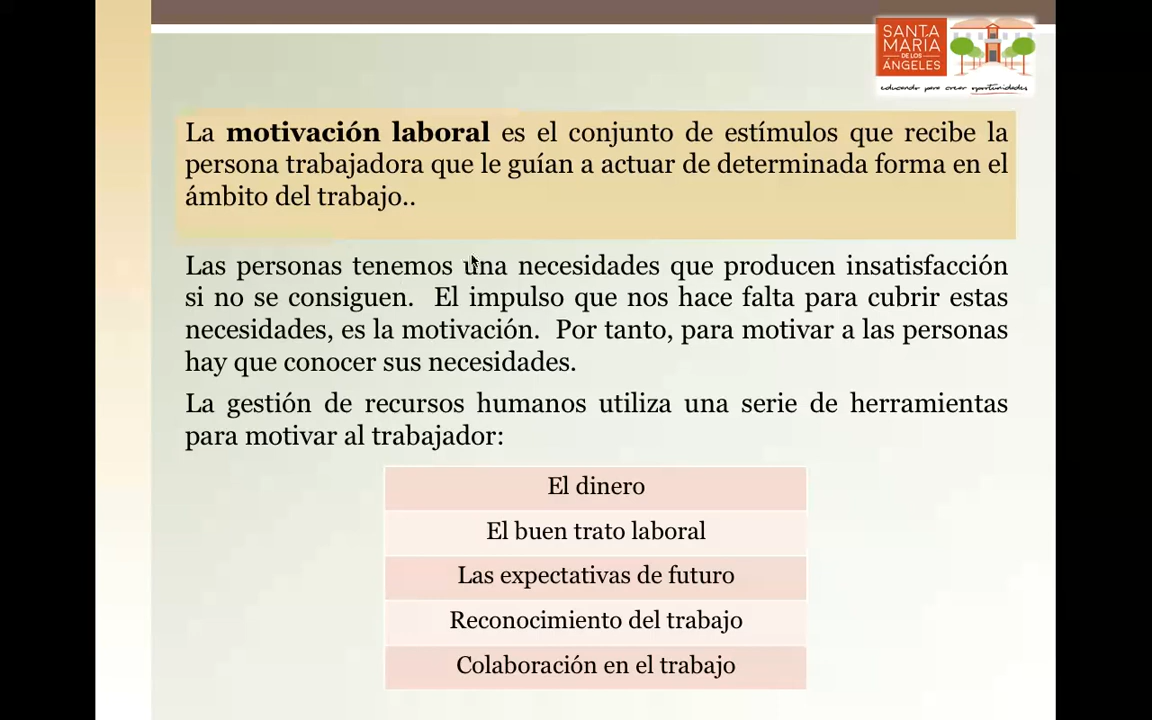 SANTA
MARIA
DE LOS
ÁNGELES
educando para crear oportunidades
La motivación laboral es el conjunto de estímulos que recibe la
persona trabajadora que le guían a actuar de determinada forma en el
ámbito del trabajo..
Las personas tenemos una necesidades que producen insatisfacción
si no se consiguen. El impulso que nos hace falta para cubrir estas
necesidades, es la motivación. Por tanto, para motivar a las personas
hay que conocer sus necesidades.
La gestión de recursos humanos utiliza una serie de herramientas
para motivar al trabajador:
El dinero
El buen trato laboral
Las expectativas de futuro
Reconocimiento del trabajo
Colaboración en el trabajo